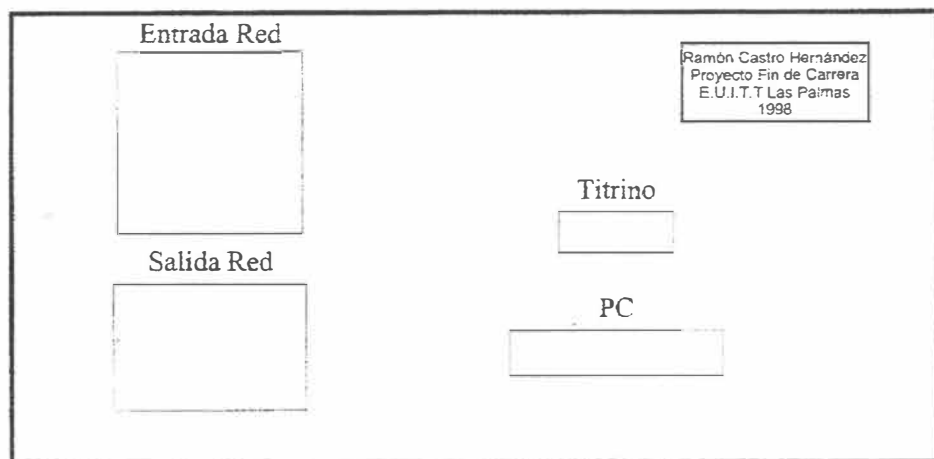 Entrada Red
Ramón Castro Hernández
Proyecto Fin de Carrera
E.U.I.T.T Las Palmas
1998
Titrino
Salida Red
PC